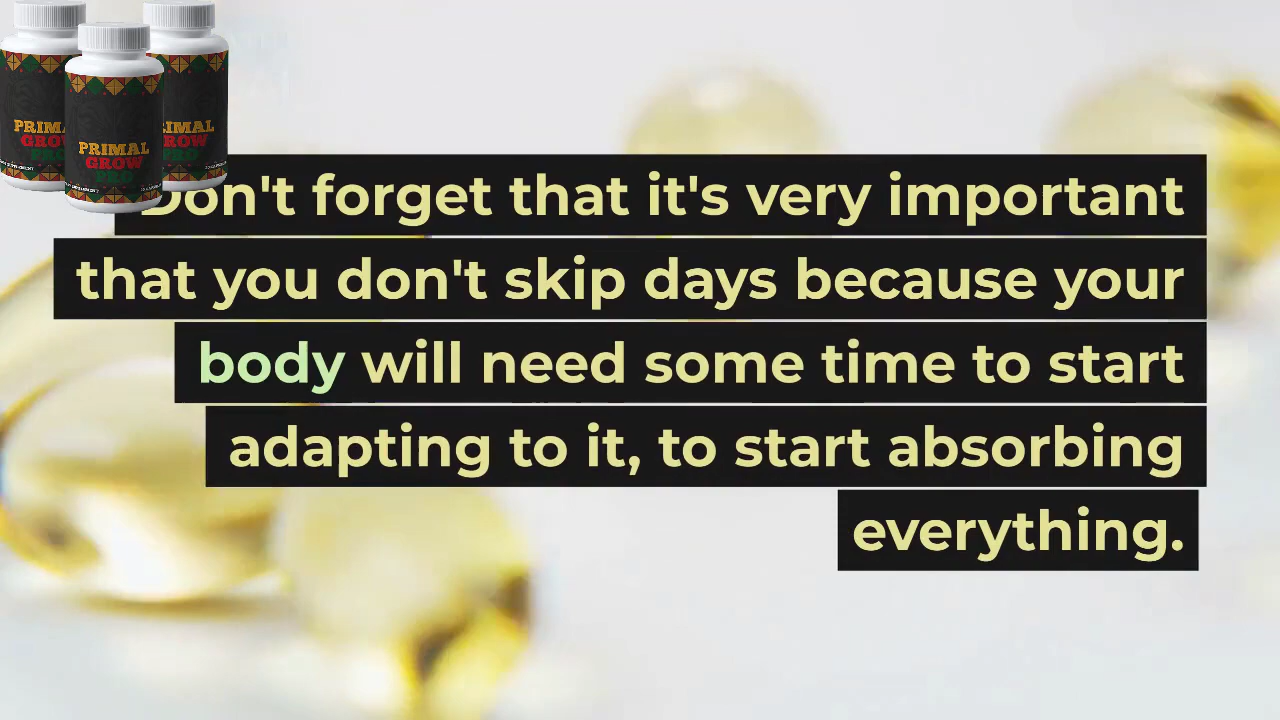 PRIMAL
GROW
PRO
Don't forget that it's very important
that you don't skip days because your
body will need some time to start
adapting to it, to start absorbing
everything.